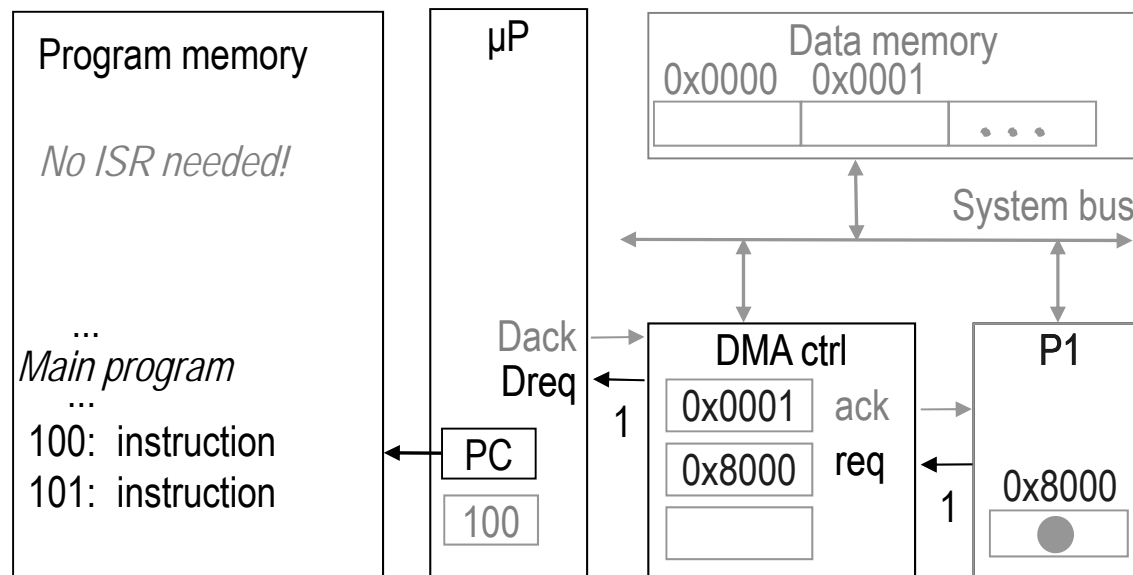 Program memory
No ISR needed!
...
Main program
...
100: instruction
101: instruction
µP
Dack
Dreq
1
PC
100
Data memory
0x0000 0x0001
...
System bus
DMA ctrl
0x0001 ack
0x8000 req
1
P1
0x8000